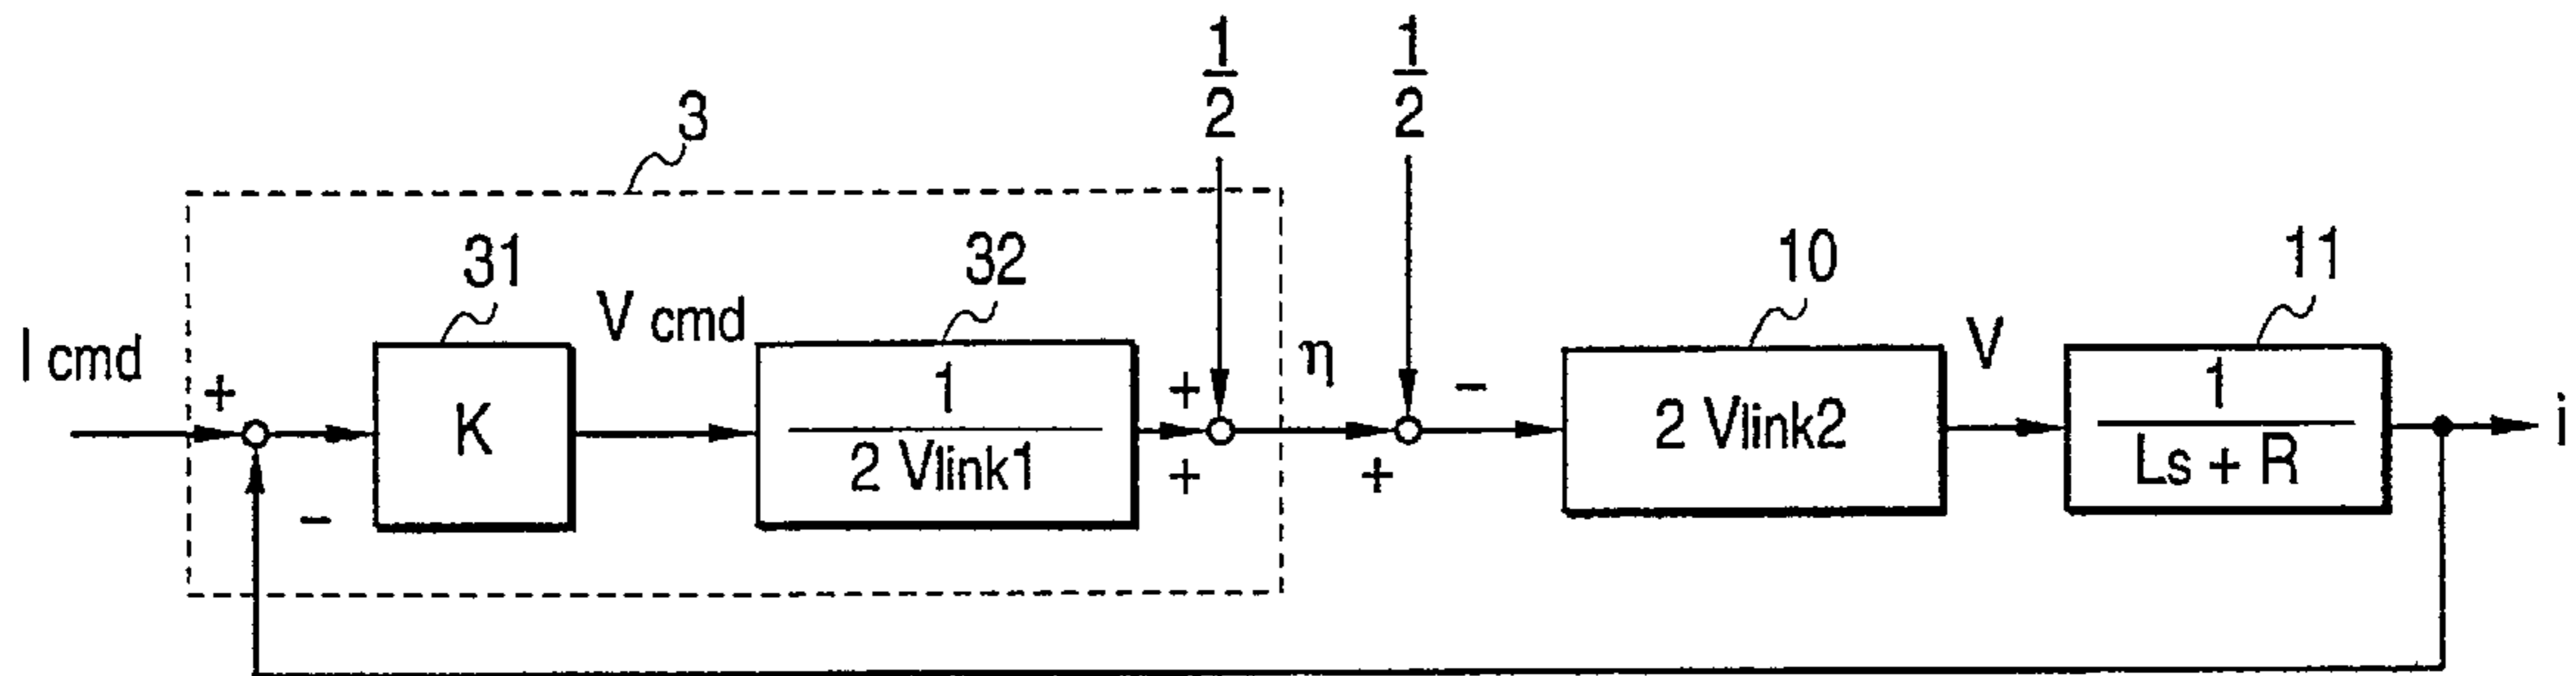 1
2
1
2
3
31
32
10
11
I cmd
V cmd
η
V
i
+
-
K
1
2 Vlink1
+
+
+
-
2 Vlink2
1
Ls + R